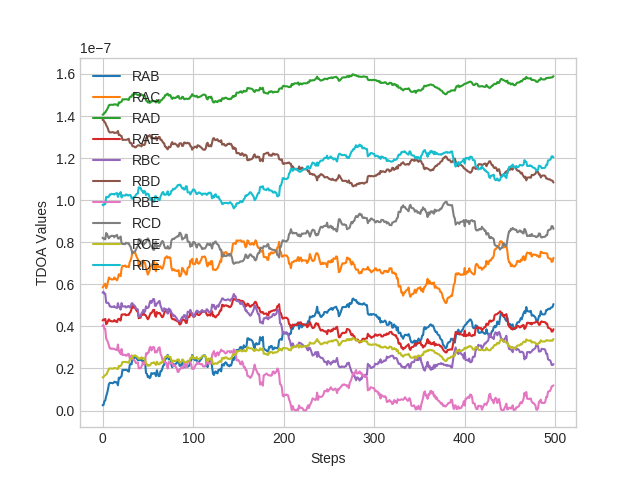 1e−7
1.6
1.4
1.2
1.0
0.8
0.6
0.4
0.2
0.0
TDOA Values
RAB
RAC
RAD
RAE
RBC
RBD
RBE
RCD
RCE
RDE
0
100
200
300
400
500
Steps